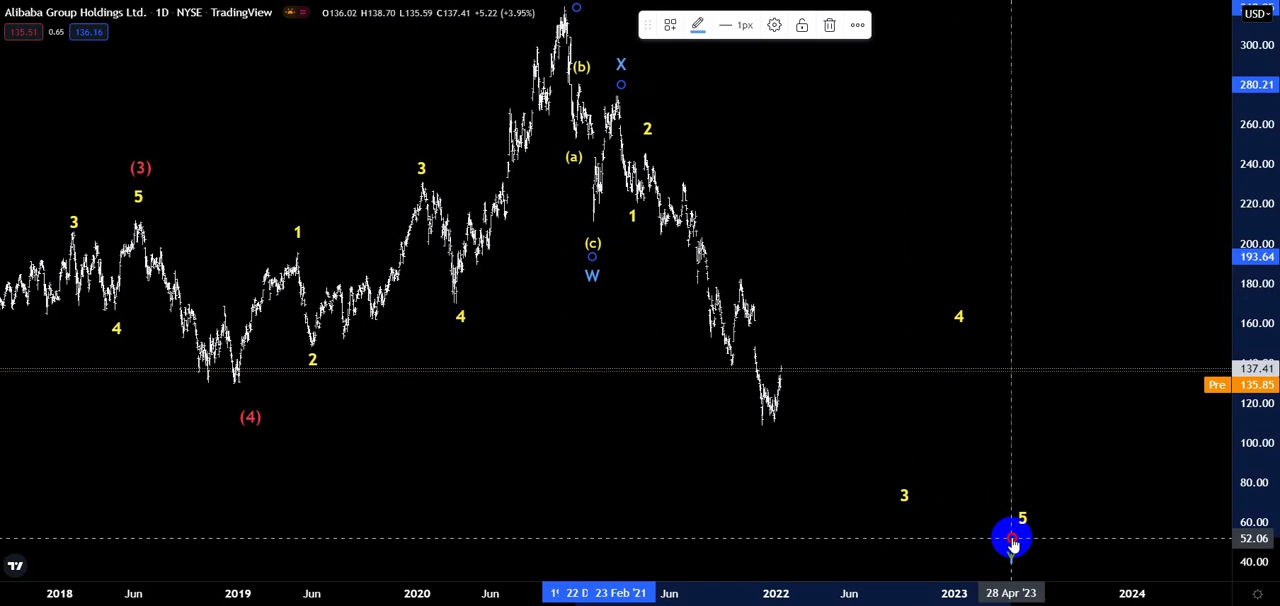 Alibaba Group Holdings Ltd. · 1D · NYSE · TradingView O136.02 H138.70 L135.59 C137.41 +5.22 (+3.95%)
135.51 0.65 136.16
1px
USD
300.00
280.21
260.00
240.00
220.00
200.00
193.64
180.00
160.00
137.41
Pre 135.85
120.00
100.00
80.00
60.00
52.06
40.00
(b)
X
2
(a)
(3)
5
3
3
1
1
(c)
W
4
2
4
4
(4)
3
5
Y
2018 Jun 2019 Jun 2020 Jun 22 D 23 Feb '21 Jun 2022 Jun 2023 28 Apr '23 2024